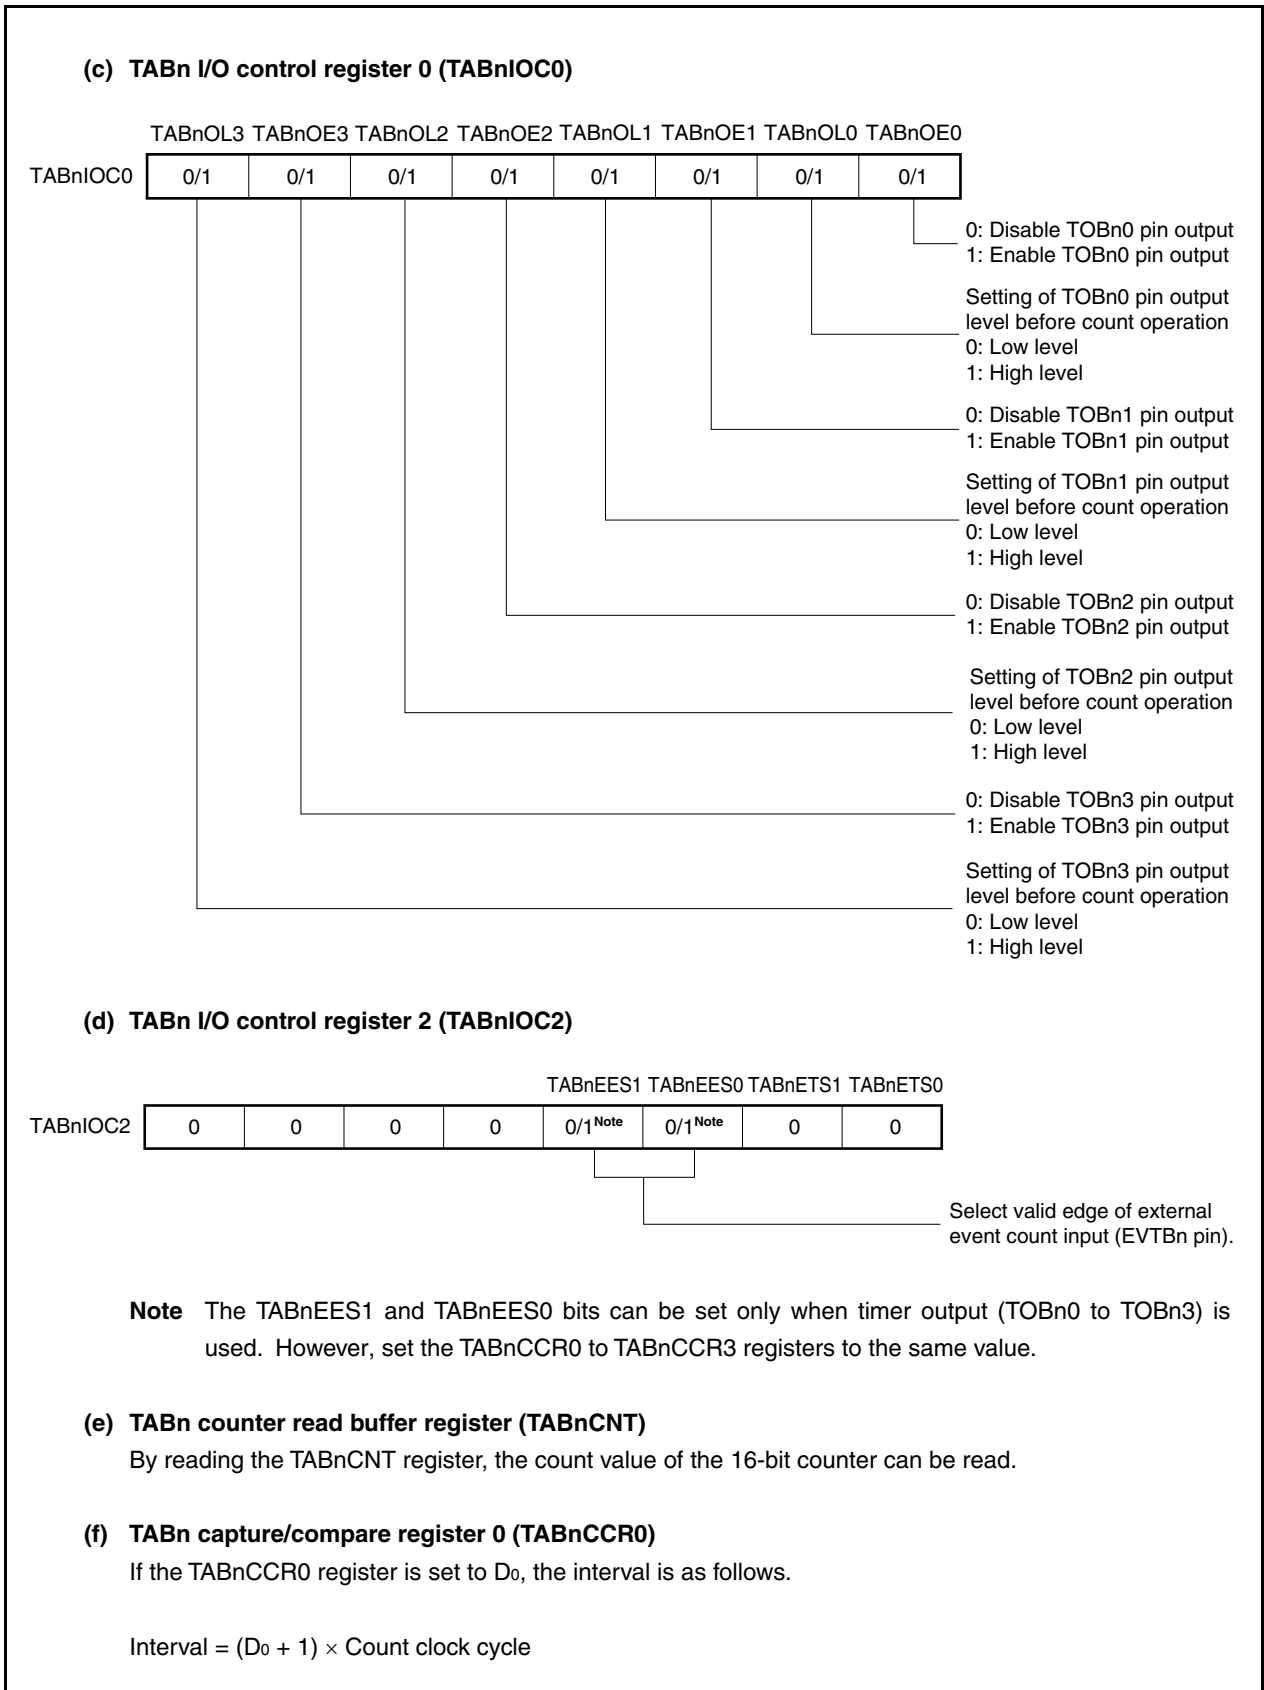 (c) TABn I/O control register 0 (TABnIOC0)
TABnOL3 TABnOE3 TABnOL2 TABnOE2 TABnOL1 TABnOE1 TABnOL0 TABnOE0
TABnIOC0 0/1 0/1 0/1 0/1 0/1 0/1 0/1 0/1
0: Disable TOBn0 pin output
1: Enable TOBn0 pin output
Setting of TOBn0 pin output
level before count operation
0: Low level
1: High level
0: Disable TOBn1 pin output
1: Enable TOBn1 pin output
Setting of TOBn1 pin output
level before count operation
0: Low level
1: High level
0: Disable TOBn2 pin output
1: Enable TOBn2 pin output
Setting of TOBn2 pin output
level before count operation
0: Low level
1: High level
0: Disable TOBn3 pin output
1: Enable TOBn3 pin output
Setting of TOBn3 pin output
level before count operation
0: Low level
1: High level
(d) TABn I/O control register 2 (TABnIOC2)
TABnEES1 TABnEES0 TABnETS1 TABnETS0
TABnIOC2 0 0 0 0 0/1Note 0/1Note 0 0
Select valid edge of external
event count input (EVTBn pin).
Note The TABnEES1 and TABnEES0 bits can be set only when timer output (TOBn0 to TOBn3) is
used. However, set the TABnCCR0 to TABnCCR3 registers to the same value.
(e) TABn counter read buffer register (TABnCNT)
By reading the TABnCNT register, the count value of the 16-bit counter can be read.
(f) TABn capture/compare register 0 (TABnCCR0)
If the TABnCCR0 register is set to D0, the interval is as follows.
Interval = (D0 + 1) × Count clock cycle